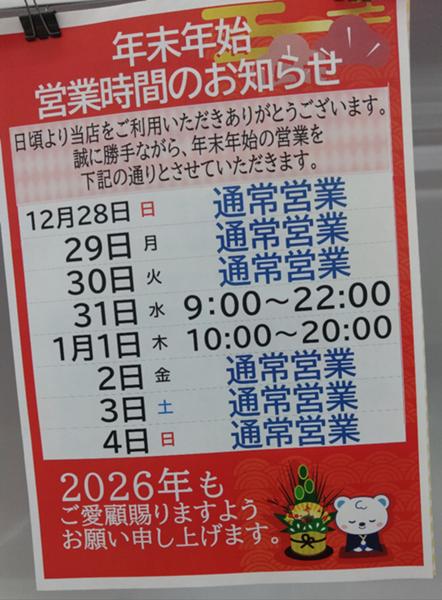 年末年始
営業時間のお知らせ
日頃より当店をご利用いただきありがとうございます。
誠に勝手ながら、年末年始の営業を
下記の通りとさせていただきます。
12月28日 日 通常営業
29日 月 通常営業
30日 火 通常営業
31日 水 9:00～22:00
1月1日 木 10:00～20:00
2日 金 通常営業
3日 土 通常営業
4日 日 通常営業
2026年も
ご愛顧賜りますよう
お願い申し上げます。